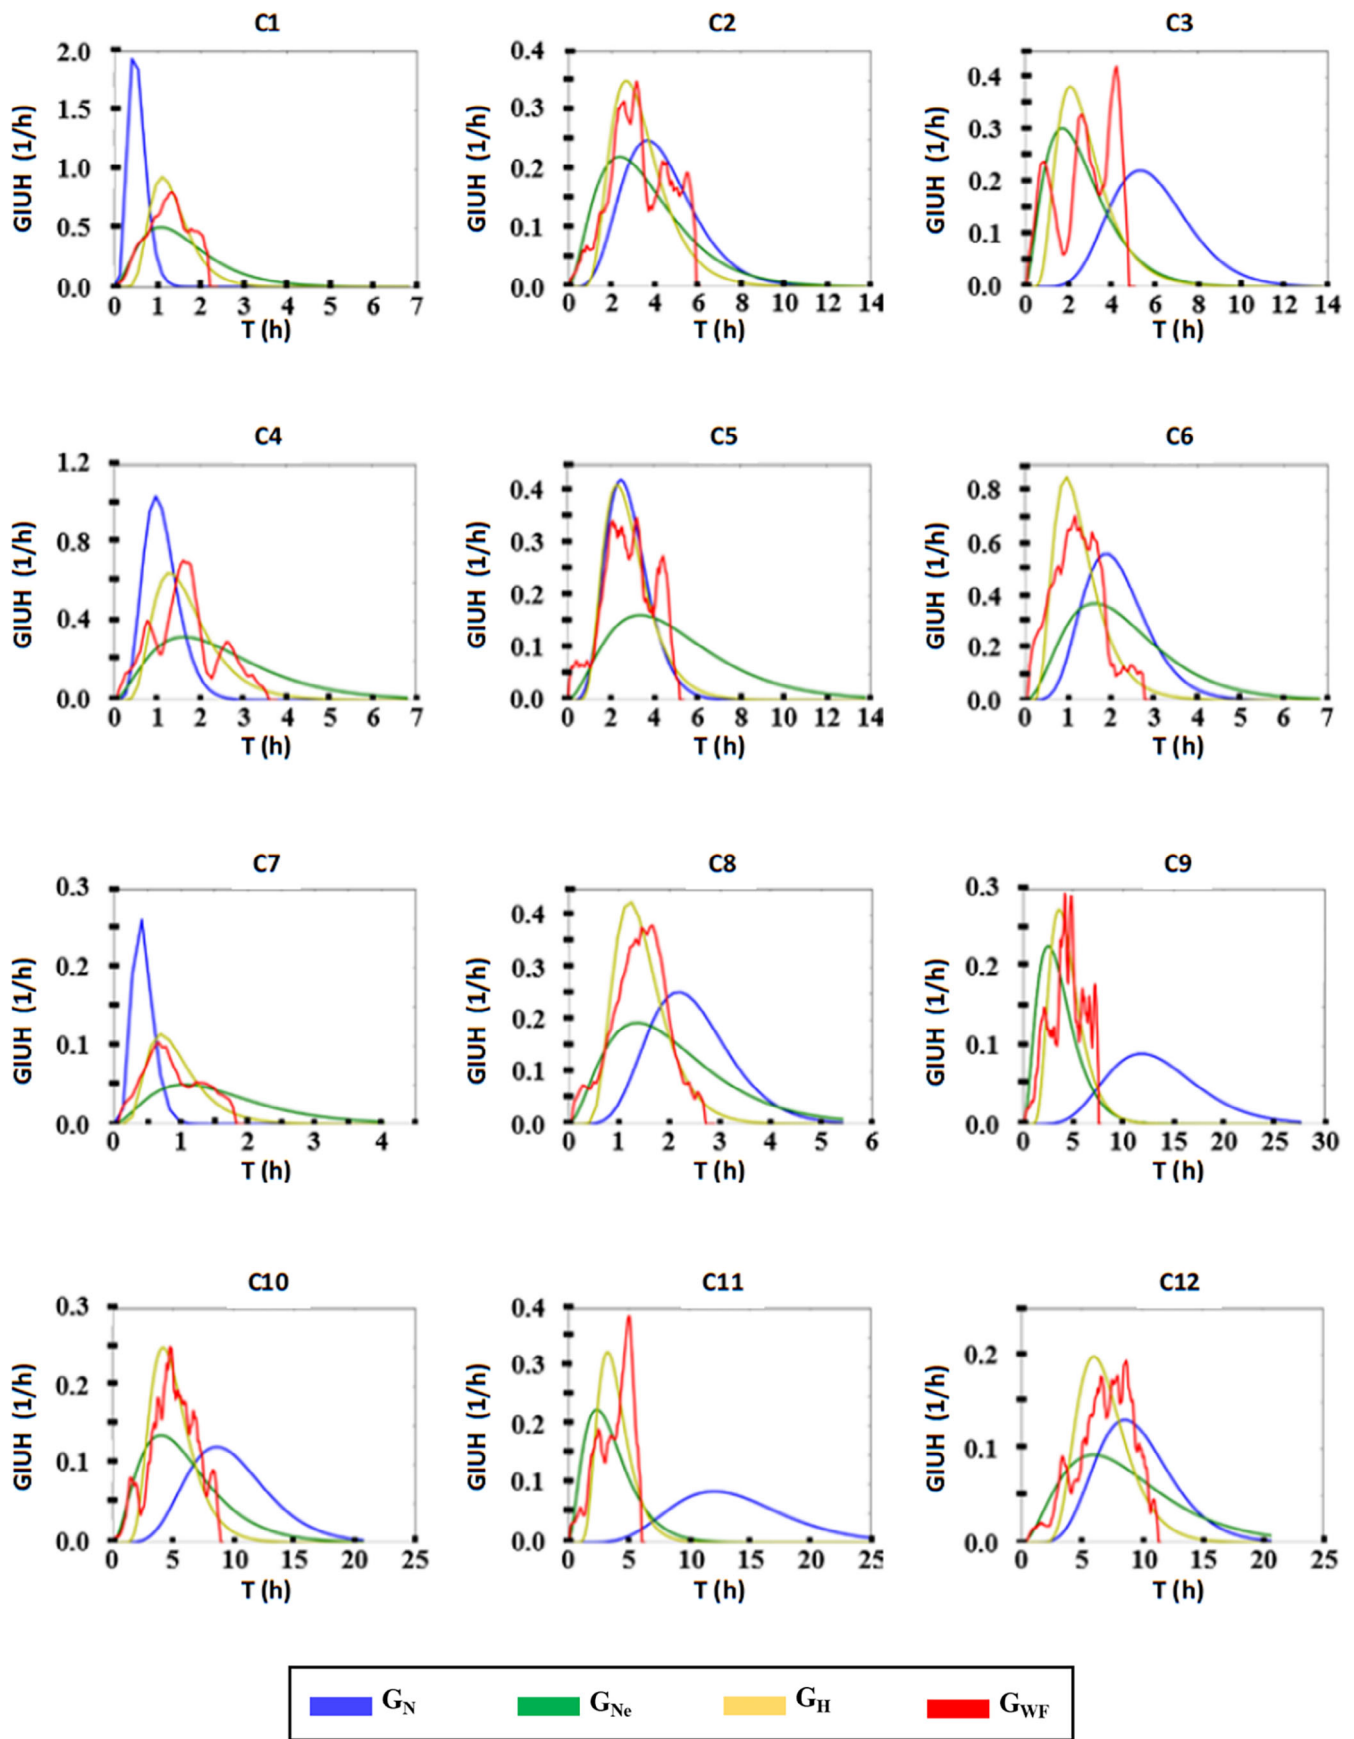 C1 C2 C3
GIUH (1/h) 2.0 1.5 1.0 0.5 0.0
0 1 2 3 4 5 6 7
T (h)
GIUH (1/h) 0.4 0.3 0.2 0.1 0.0
0 2 4 6 8 10 12 14
T (h)
GIUH (1/h) 0.4 0.3 0.2 0.1 0.0
0 2 4 6 8 10 12 14
T (h)
C4 C5 C6
GIUH (1/h) 1.2 0.8 0.4 0.0
0 1 2 3 4 5 6 7
T (h)
GIUH (1/h) 0.4 0.3 0.2 0.1 0.0
0 2 4 6 8 10 12 14
T (h)
GIUH (1/h) 0.8 0.6 0.4 0.2 0.0
0 1 2 3 4 5 6 7
T (h)
C7 C8 C9
GIUH (1/h) 0.3 0.2 0.1 0.0
0 1 2 3 4
T (h)
GIUH (1/h) 0.4 0.3 0.2 0.1 0.0
0 1 2 4 6
T (h)
GIUH (1/h) 0.3 0.2 0.1 0.0
0 5 10 15 20 25 30
T (h)
C10 C11 C12
GIUH (1/h) 0.3 0.2 0.1 0.0
0 5 10 15 20 25
T (h)
GIUH (1/h) 0.4 0.3 0.2 0.1 0.0
0 5 10 15 20 25
T (h)
GIUH (1/h) 0.2 0.1 0.0
0 5 10 15 20 25
T (h)
G_N G_Ne G_H G_WF